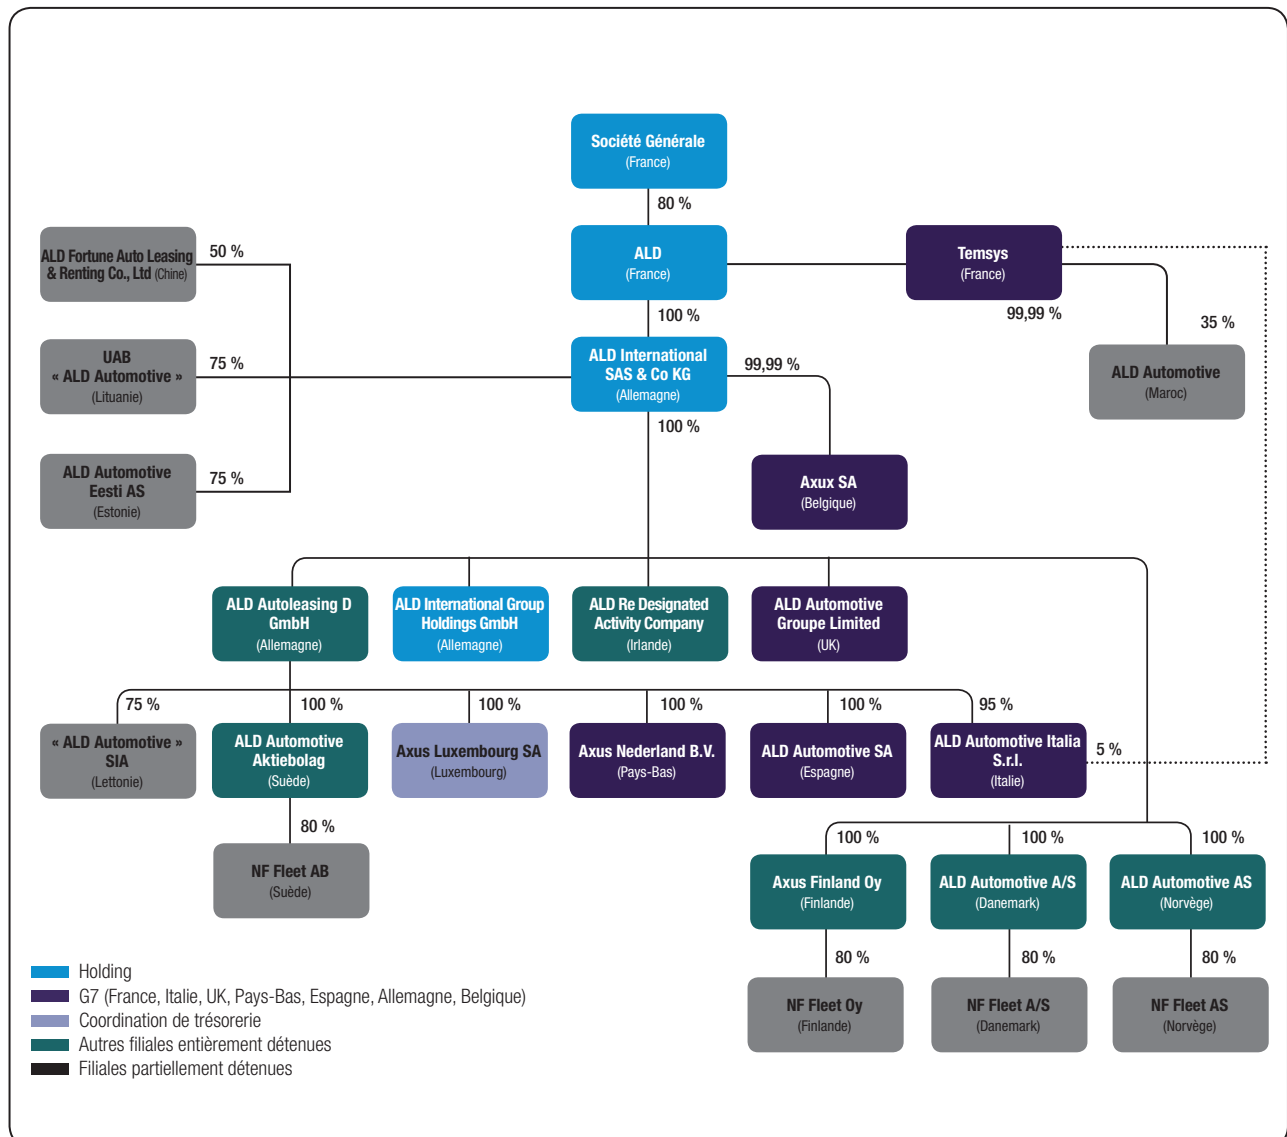 Société Générale
(France)
80 %
ALD Fortune Auto Leasing
& Renting Co., Ltd (Chine)
50 %
ALD
(France)
Temsys
(France)
100 %
99,99 %
35 %
UAB
« ALD Automotive »
(Lituanie)
75 %
ALD International
SAS & Co KG
(Allemagne)
99,99 %
ALD Automotive
(Maroc)
100 %
ALD Automotive
Eesti AS
(Estonie)
75 %
Axux SA
(Belgique)
ALD Autoleasing D
GmbH
(Allemagne)
ALD International Group
Holdings GmbH
(Allemagne)
ALD Re Designated
Activity Company
(Irlande)
ALD Automotive
Groupe Limited
(UK)
75 %
100 %
100 %
100 %
100 %
95 %
« ALD Automotive »
SIA
(Lettonie)
ALD Automotive
Aktiebolag
(Suède)
Axus Luxembourg SA
(Luxembourg)
Axus Nederland B.V.
(Pays-Bas)
ALD Automotive SA
(Espagne)
ALD Automotive Italia
S.r.l.
(Italie)
5 %
80 %
100 %
100 %
100 %
NF Fleet AB
(Suède)
Axus Finland Oy
(Finlande)
ALD Automotive A/S
(Danemark)
ALD Automotive AS
(Norvège)
80 %
80 %
80 %
NF Fleet Oy
(Finlande)
NF Fleet A/S
(Danemark)
NF Fleet AS
(Norvège)
Holding
G7 (France, Italie, UK, Pays-Bas, Espagne, Allemagne, Belgique)
Coordination de trésorerie
Autres filiales entièrement détenues
Filiales partiellement détenues